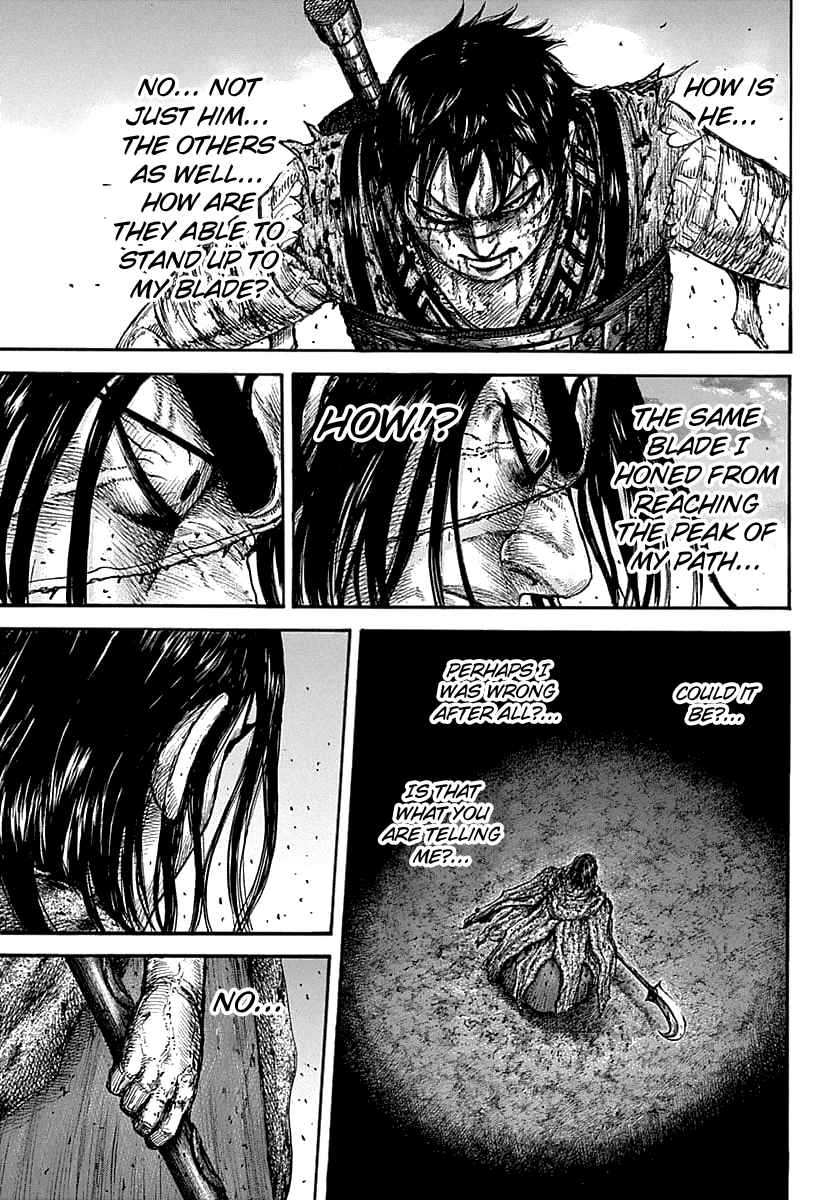 HOW IS
HE...
NO... NOT
JUST HIM...
THE OTHERS
AS WELL...
HOW ARE
THEY ABLE TO
STAND UP TO
MY BLADE?
THE SAME
BLADE I
HONED FROM
REACHING
THE PEAK OF
MY PATH...
HOW!?
COULD IT
BE?...
PERHAPS I
WAS WRONG
AFTER ALL?...
IS THAT
WHAT YOU
ARE TELLING
ME?...
NO...